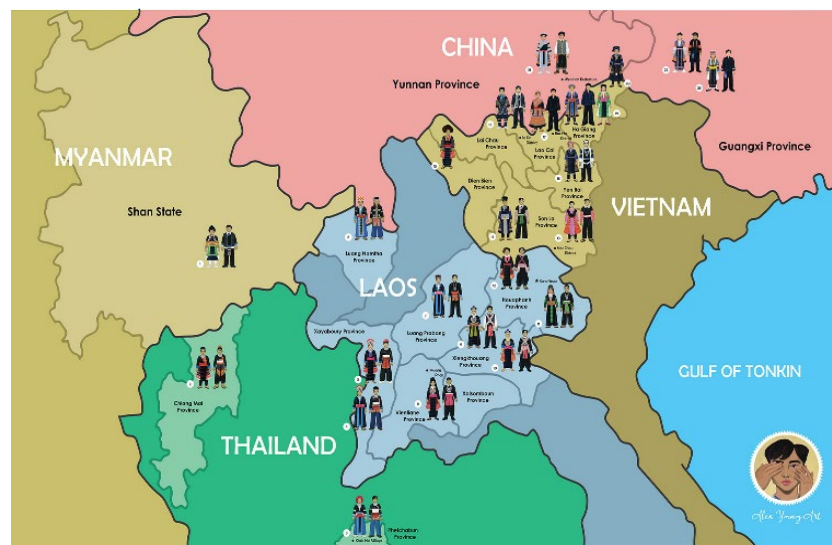 CHINA
Yunnan Province
MYANMAR
Lai Chau
Province
Lao Cai
Province
Ha Giang
Province
Guangxi Province
Dien Bien
Province
Yen Bai
Province
Shan State
Son La
Province
VIETNAM
Luang Namtha
Province
LAOS
Houaphanh
Province
Xayaboury Province
Luang Prabang
Province
Xiengkhouang
Province
GULF OF TONKIN
Chiang Mai
Province
Xaisomboun
Province
Vientiane
Province
THAILAND
Phetchabun
Province